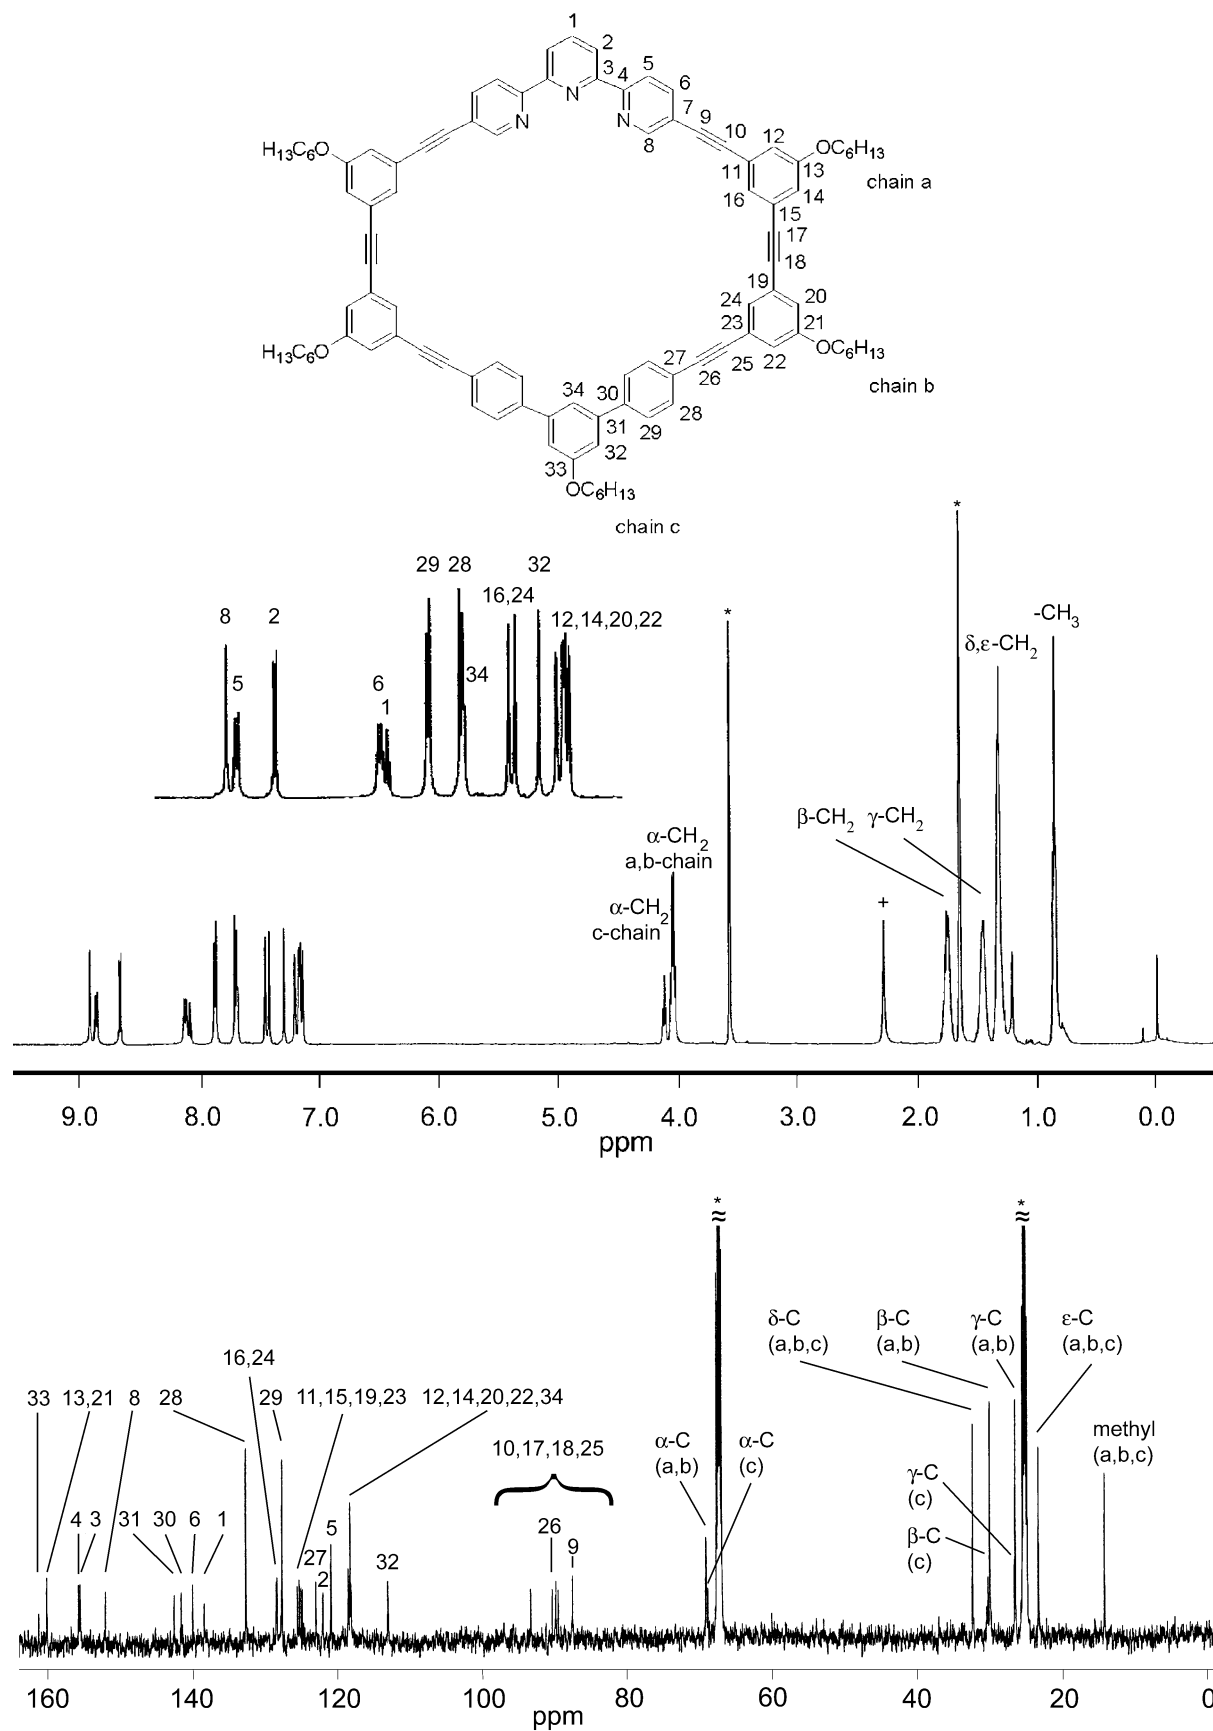 1
2
3
4
5
6
7
8
9
10
11
12
13
14
15
16
17
18
19
20
21
22
23
24
25
26
27
28
29
30
31
32
33
34
N
N
N
H₁₃C₆O
OC₆H₁₃
chain a
H₁₃C₆O
OC₆H₁₃
chain b
OC₆H₁₃
chain c
8
5
2
6
1
29
28
34
16,24
32
12,14,20,22
*
*
-CH₃
δ,ε-CH₂
β-CH₂
γ-CH₂
+
α-CH₂
a,b-chain
α-CH₂
c-chain
9.0 8.0 7.0 6.0 5.0 4.0 3.0 2.0 1.0 0.0
ppm
*
≈
*
≈
δ-C
(a,b,c)
β-C
(a,b)
γ-C
(a,b)
ε-C
(a,b,c)
16,24
33 13,21 8 28 29 11,15,19,23 12,14,20,22,34
10,17,18,25
α-C
(a,b)
α-C
(c)
methyl
(a,b,c)
γ-C
(c)
β-C
(c)
4 3 31 30 6 1
27
2
5
32
26
9
160 140 120 100 80 60 40 20 0
ppm